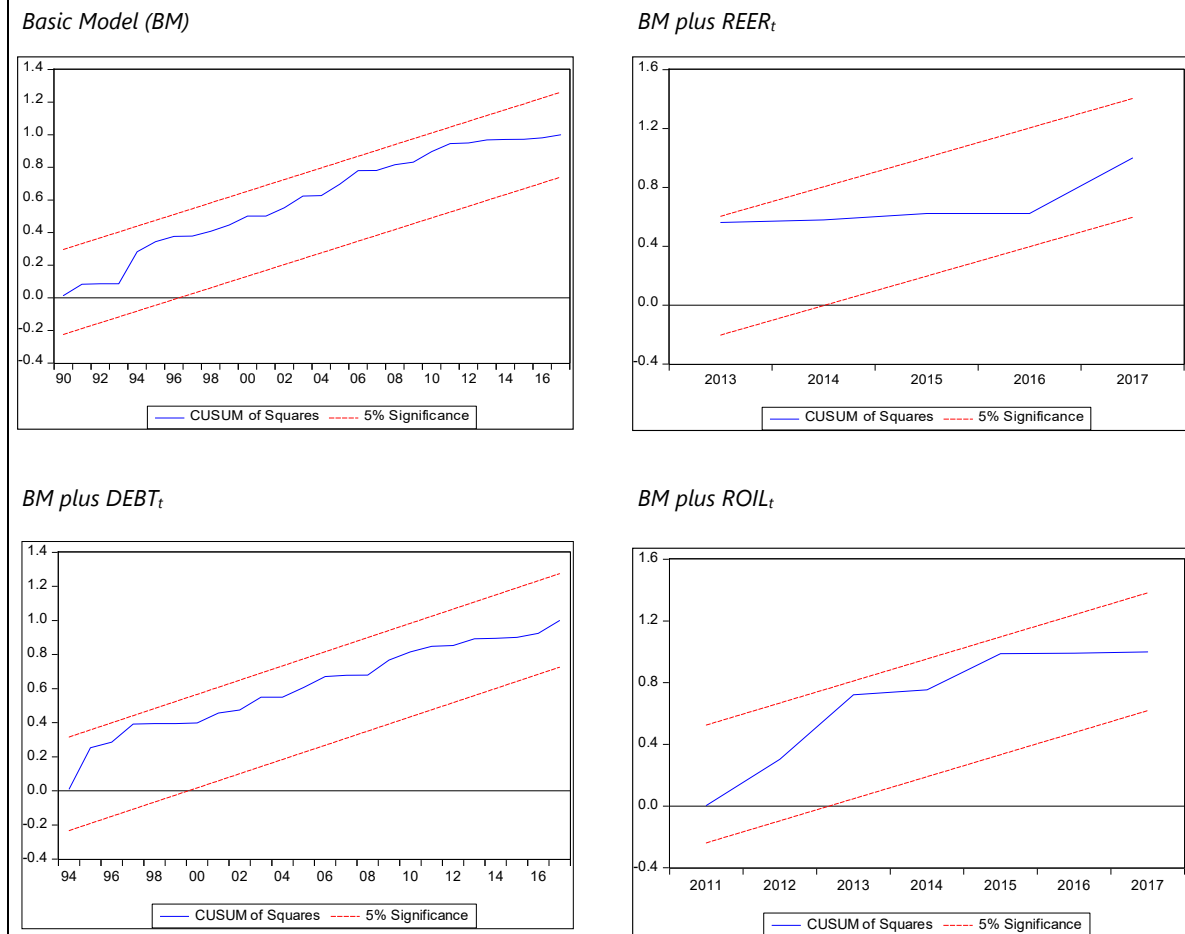 Basic Model (BM)
1.4
1.2
1.0
0.8
0.6
0.4
0.2
0.0
-0.2
-0.4
90 92 94 96 98 00 02 04 06 08 10 12 14 16
CUSUM of Squares 5% Significance
BM plus REERt
1.6
1.2
0.8
0.4
0.0
-0.4
2013 2014 2015 2016 2017
CUSUM of Squares 5% Significance
BM plus DEBTt
1.4
1.2
1.0
0.8
0.6
0.4
0.2
0.0
-0.2
-0.4
94 96 98 00 02 04 06 08 10 12 14 16
CUSUM of Squares 5% Significance
BM plus ROILt
1.6
1.2
0.8
0.4
0.0
-0.4
2011 2012 2013 2014 2015 2016 2017
CUSUM of Squares 5% Significance